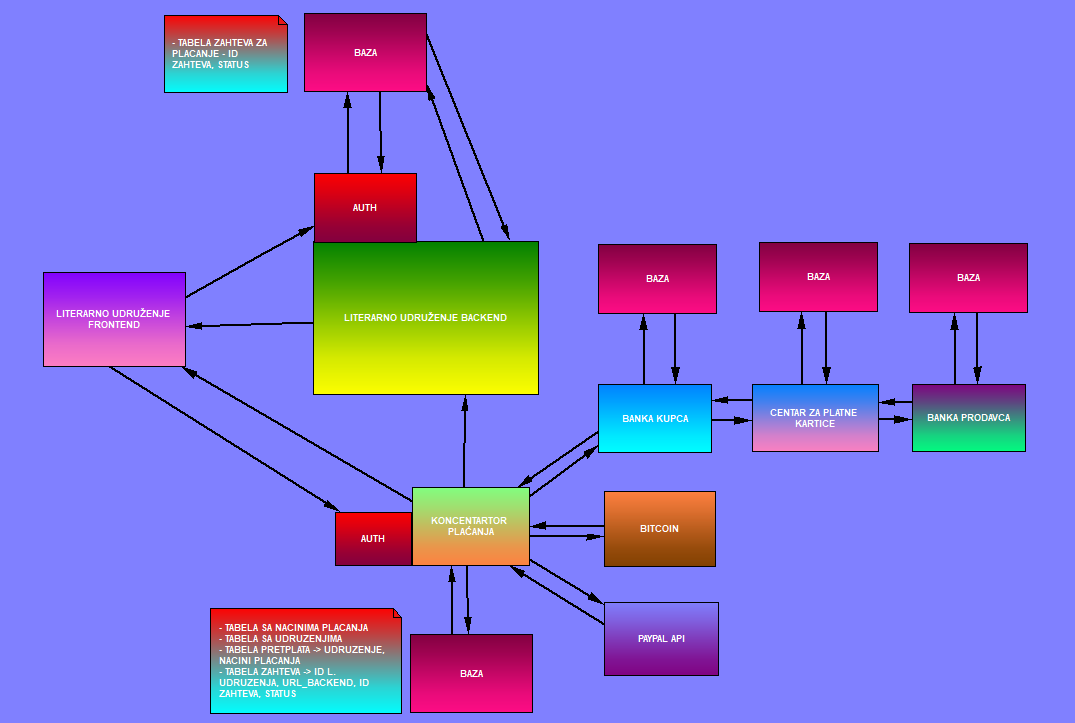 - TABELA ZAHTEVA ZA
PLACANJE - ID
ZAHTEVA, STATUS
BAZA
AUTH
LITERARNO UDRUŽENJE
FRONTEND
LITERARNO UDRUŽENJE BACKEND
BAZA
BAZA
BAZA
BANKA KUPCA
CENTAR ZA PLATNE
KARTICE
BANKA PRODAVCA
KONCENTARTOR
PLAĆANJA
AUTH
BITCOIN
PAYPAL API
- TABELA SA NACINIMA PLACANJA
- TABELA SA UDRUZENJIMA
- TABELA PRETPLATA -> UDRUZENJE,
NACINI PLACANJA
- TABELA ZAHTEVA -> ID L.
UDRUZENJA, URL_BACKEND, ID
ZAHTEVA, STATUS
BAZA